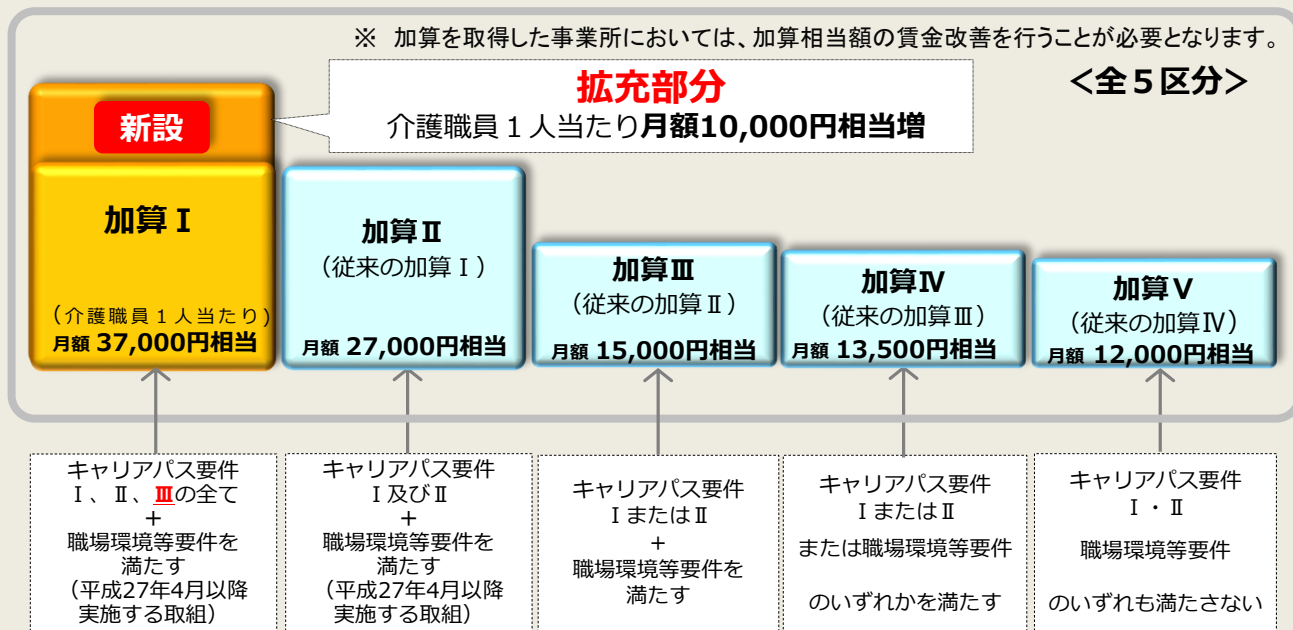 ※ 加算を取得した事業所においては、加算相当額の賃金改善を行うことが必要となります。
<全5区分>
拡充部分
介護職員1人当たり月額10,000円相当増
新設
加算Ⅰ
(介護職員1人当たり)
月額 37,000円相当
加算Ⅱ
(従来の加算Ⅰ)
月額 27,000円相当
加算Ⅲ
(従来の加算Ⅱ)
月額 15,000円相当
加算Ⅳ
(従来の加算Ⅲ)
月額 13,500円相当
加算Ⅴ
(従来の加算Ⅳ)
月額 12,000円相当
キャリアパス要件
Ⅰ、Ⅱ、Ⅲの全て
+
職場環境等要件を
満たす
(平成27年4月以降
実施する取組)
キャリアパス要件
Ⅰ及びⅡ
+
職場環境等要件を
満たす
(平成27年4月以降
実施する取組)
キャリアパス要件
ⅠまたはⅡ
+
職場環境等要件を
満たす
キャリアパス要件
ⅠまたはⅡ
または職場環境等要件
のいずれかを満たす
キャリアパス要件
Ⅰ・Ⅱ
職場環境等要件
のいずれも満たさない